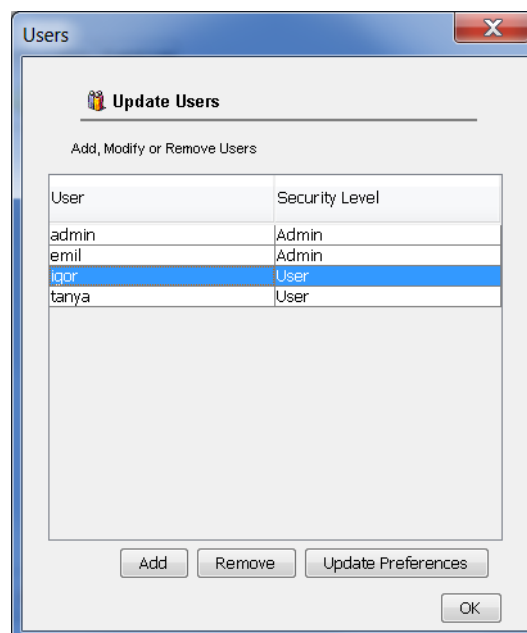 Users
X
Update Users
Add, Modify or Remove Users
User Security Level
admin Admin
emil Admin
igor User
tanya User
Add Remove Update Preferences
OK